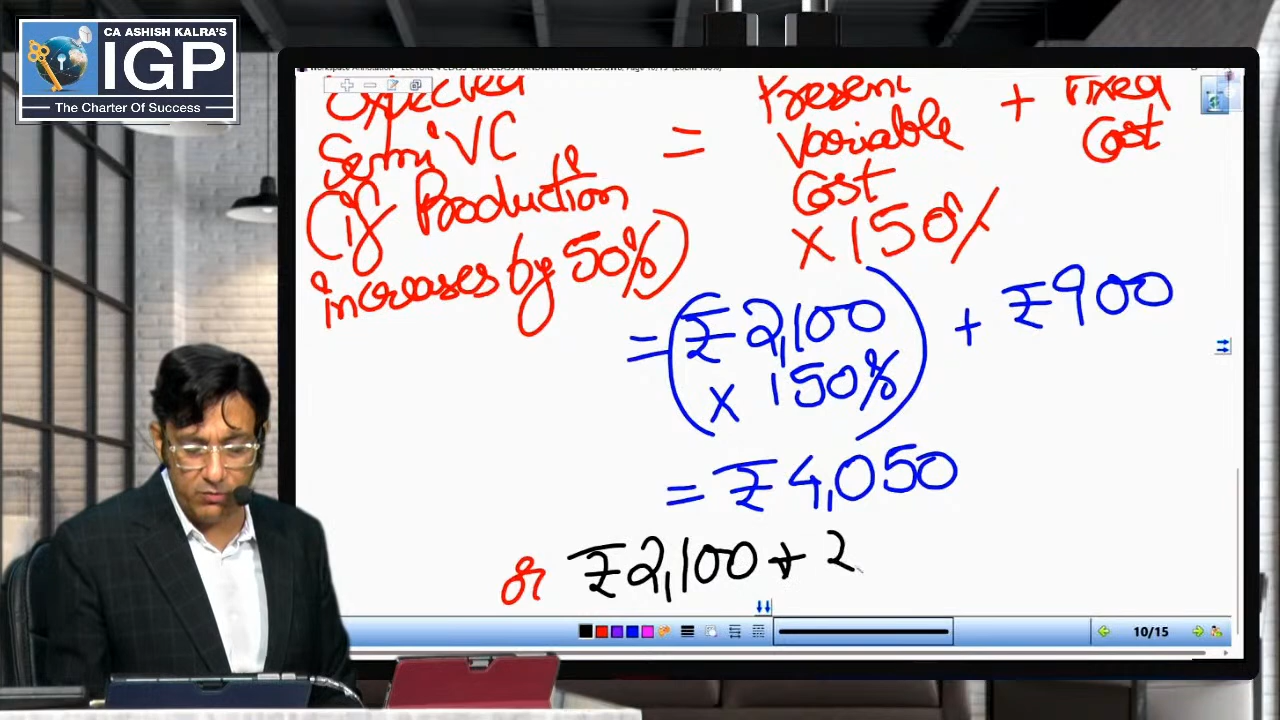 CA ASHISH KALRA'S
IGP
The Charter Of Success
Expected
Semi VC
(if Production
increases by 50%)
= Present
Variable
Cost
× 150%
+ Fixed
Cost
= (₹2,100
× 150%) + ₹900
= ₹4,050
or ₹2,100 + 2
10/15